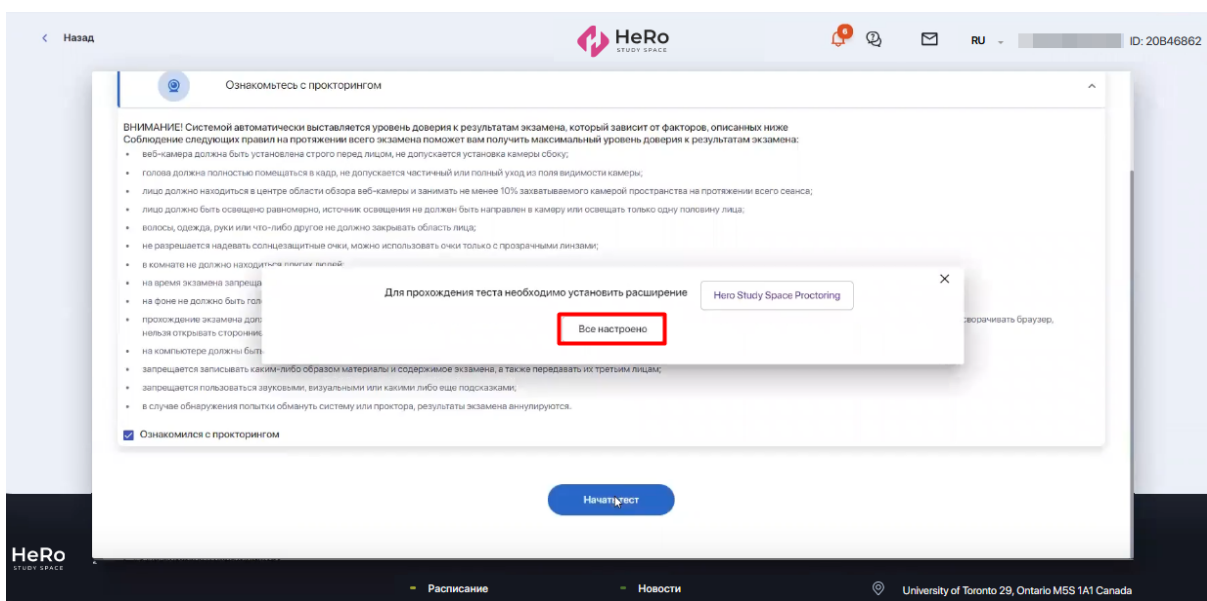 Назад
HeRo
STUDY SPACE
6
RU
ID: 20B46862
Ознакомьтесь с прокторингом
ВНИМАНИЕ! Системой автоматически выставляется уровень доверия к результатам экзамена, который зависит от факторов, описанных ниже
Соблюдение следующих правил на протяжении всего экзамена поможет вам получить максимальный уровень доверия к результатам экзамена:
• веб-камера должна быть установлена строго перед лицом, не допускается установка камеры сбоку;
• голова должна полностью помещаться в кадр, не допускается частичный или полный уход из поля видимости камеры;
• лицо должно находиться в центре области обзора веб-камеры и занимать не менее 10% захватываемого камерой пространства на протяжении всего сеанса;
• лицо должно быть освещено равномерно, источник освещения не должен быть направлен в камеру или освещать только одну половину лица;
• волосы, одежда, руки или что-либо другое не должно закрывать область лица;
• не разрешается надевать солнцезащитные очки, можно использовать очки только с прозрачными линзами;
• в комнате не должно находиться других людей;
• на время экзамена запреща
• на фоне не должно быть гол
• прохождение экзамена дол
сворачивать браузер,
нельзя открывать сторонние
• на компьютере должны быть
Для прохождения теста необходимо установить расширение
Hero Study Space Proctoring
Все настроено
• запрещается записывать каким-либо образом материалы и содержимое экзамена, а также передавать их третьим лицам;
• запрещается пользоваться звуковыми, визуальными или какими либо еще подсказками;
• в случае обнаружения попытки обмануть систему или проктора, результаты экзамена аннулируются.
Ознакомился с прокторингом
Начать тест
HeRo
STUDY SPACE
Расписание
Новости
University of Toronto 29, Ontario M5S 1A1 Canada